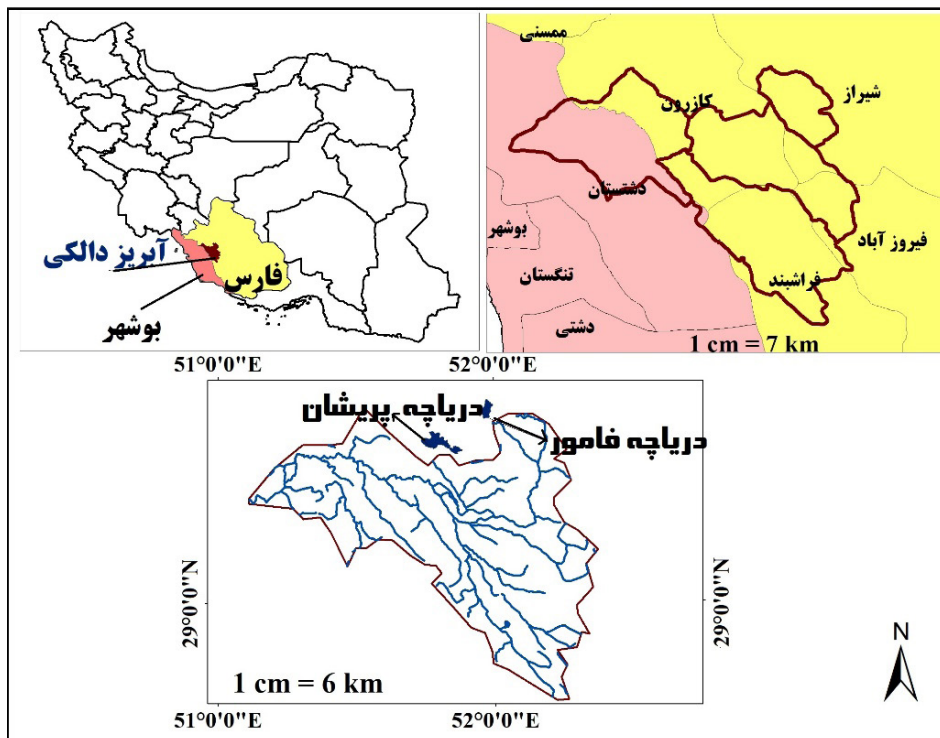 آبریز دالکی
فارس
بوشهر
ممسنی
شیراز
کازرون
دشتستان
بوشهر
فیروز آباد
تنگستان
فراشبند
دشتی
1 cm = 7 km
51°0'0"E
52°0'0"E
دریاچه پریشان
دریاچه فامور
29°0'0"N
29°0'0"N
1 cm = 6 km
N
51°0'0"E
52°0'0"E